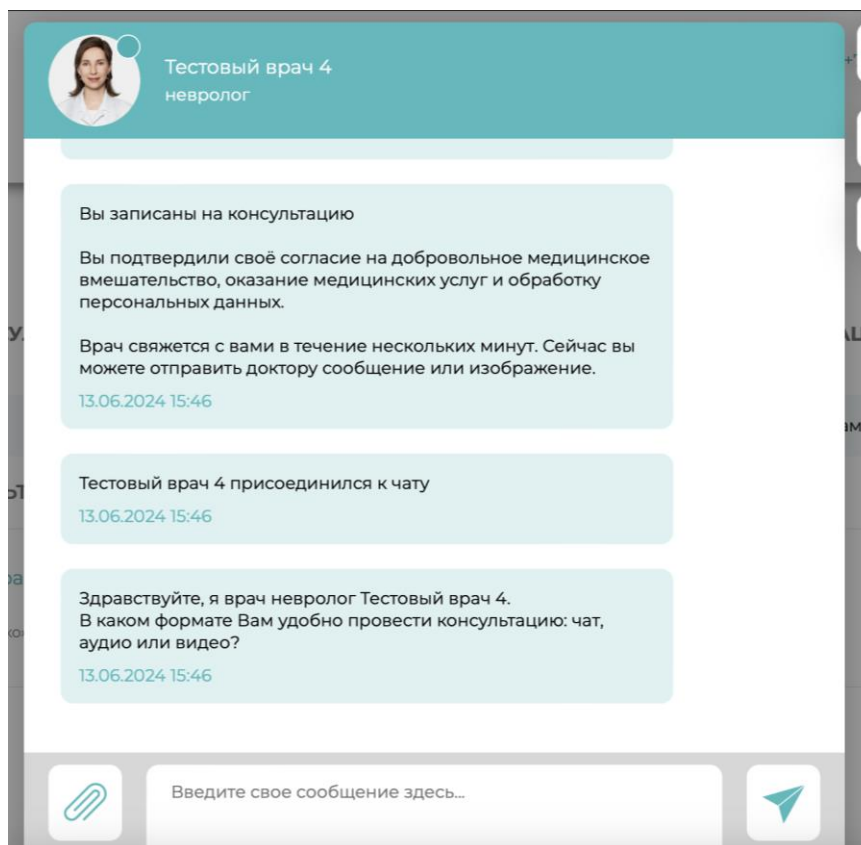 Тестовый врач 4
невролог
Вы записаны на консультацию
Вы подтвердили своё согласие на добровольное медицинское
вмешательство, оказание медицинских услуг и обработку
персональных данных.
Врач свяжется с вами в течение нескольких минут. Сейчас вы
можете отправить доктору сообщение или изображение.
13.06.2024 15:46
Тестовый врач 4 присоединился к чату
13.06.2024 15:46
Здравствуйте, я врач невролог Тестовый врач 4.
В каком формате Вам удобно провести консультацию: чат,
аудио или видео?
13.06.2024 15:46
Введите свое сообщение здесь...